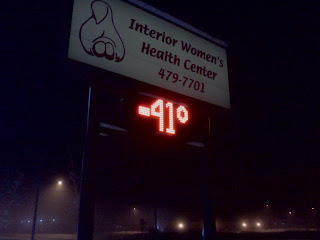 Interior Women's
Health Center
479-7701
-41°